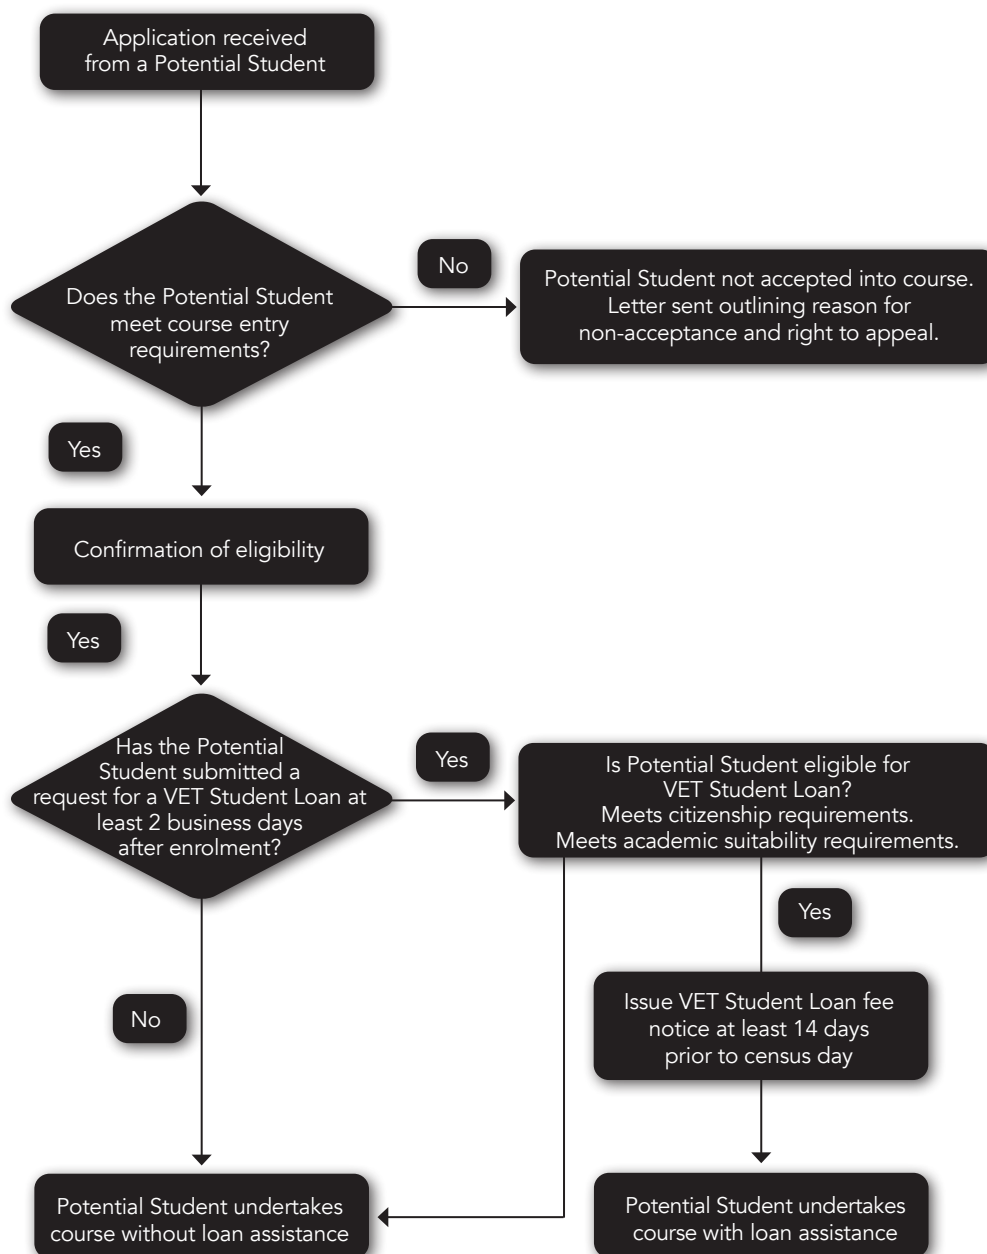 Application received
from a Potential Student
Does the Potential Student
meet course entry
requirements?
No
Potential Student not accepted into course.
Letter sent outlining reason for
non-acceptance and right to appeal.
Yes
Confirmation of eligibility
Yes
Has the Potential
Student submitted a
request for a VET Student Loan at
least 2 business days
after enrolment?
Yes
Is Potential Student eligible for
VET Student Loan?
Meets citizenship requirements.
Meets academic suitability requirements.
Yes
No
Issue VET Student Loan fee
notice at least 14 days
prior to census day
Potential Student undertakes
course without loan assistance
Potential Student undertakes
course with loan assistance